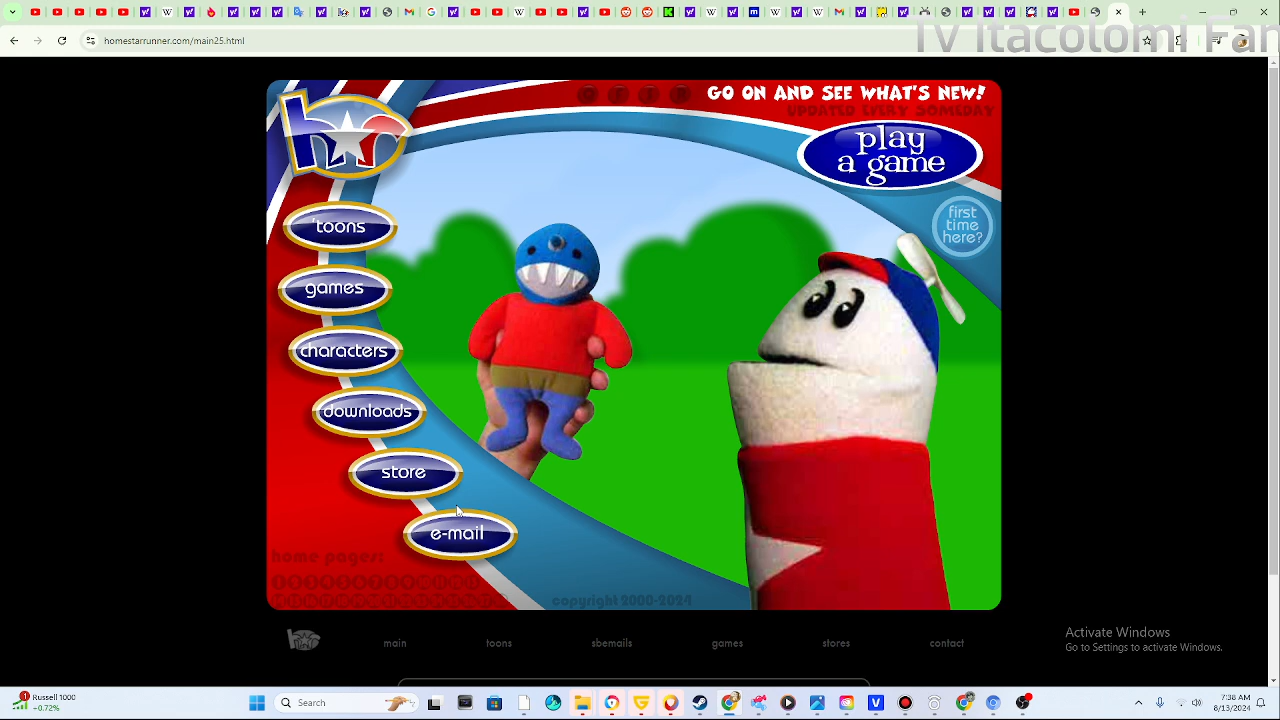 homestarrunner.com/main25.html
Tv Itacolomi Fan
GO ON AND SEE WHAT'S NEW!
UPDATED EVERY SOMEDAY
play
a game
first
time
here?
'toons
games
characters
downloads
store
e-mail
home pages:
copyright 2000-2024
main
toons
sbemails
games
stores
contact
Activate Windows
Go to Settings to activate Windows.
Russell 1000
-0.72%
Search
7:38 AM
8/13/2024